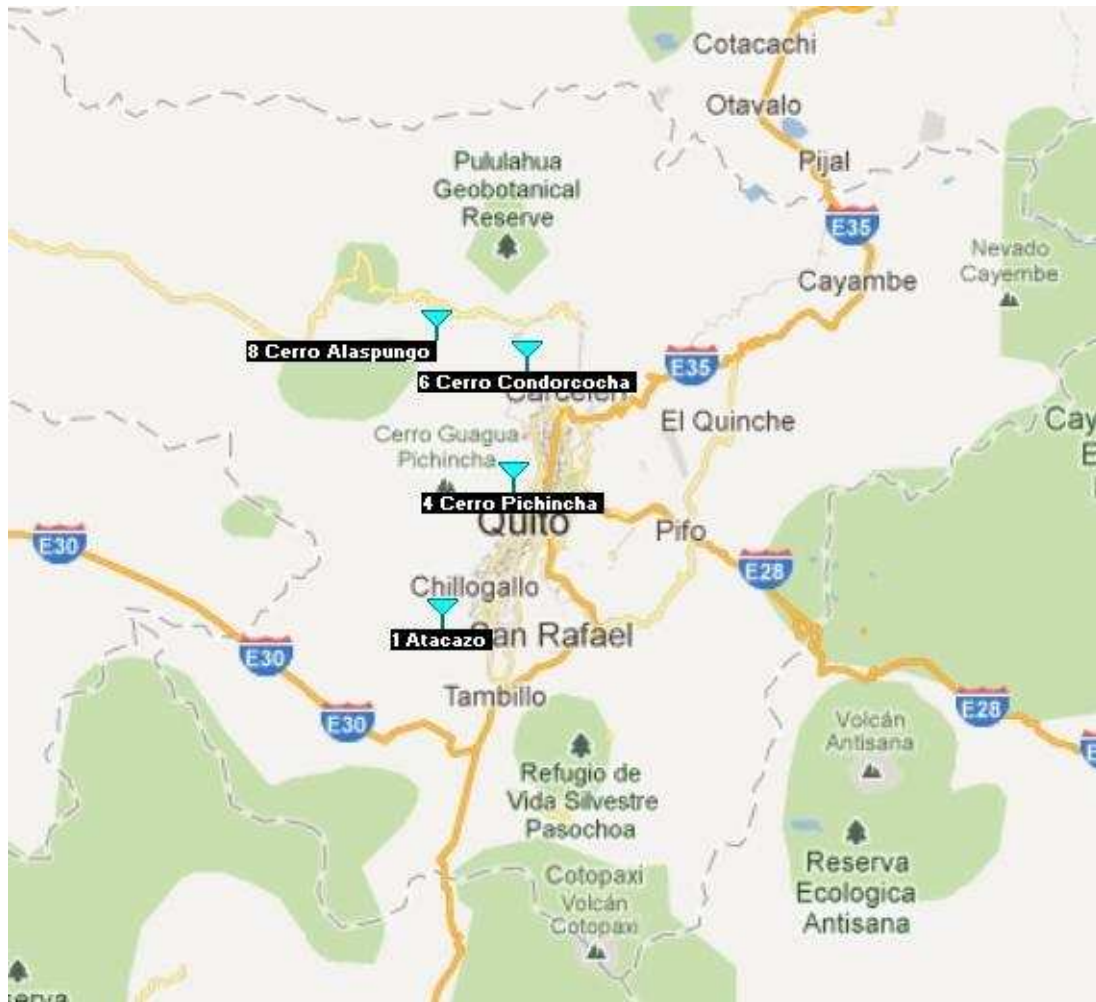 Cotacachi
Otavalo
Pululahua
Geobotanical
Reserve
Pijal
E35
Nevado
Cayembe
Cayambe
8 Cerro Alaspungo
6 Cerro Condorcocha
E35
Carcelen
El Quinche
Cerro Guagua
Pichincha
4 Cerro Pichincha
Quito
Pifo
E30
E28
Chillogallo
1 Atacazo
San Rafael
E30
Tambillo
E30
E28
Volcán
Antisana
Refugio de
Vida Silvestre
Pasochoa
Reserva
Ecologica
Antisana
Cotopaxi
Volcán
Cotopaxi